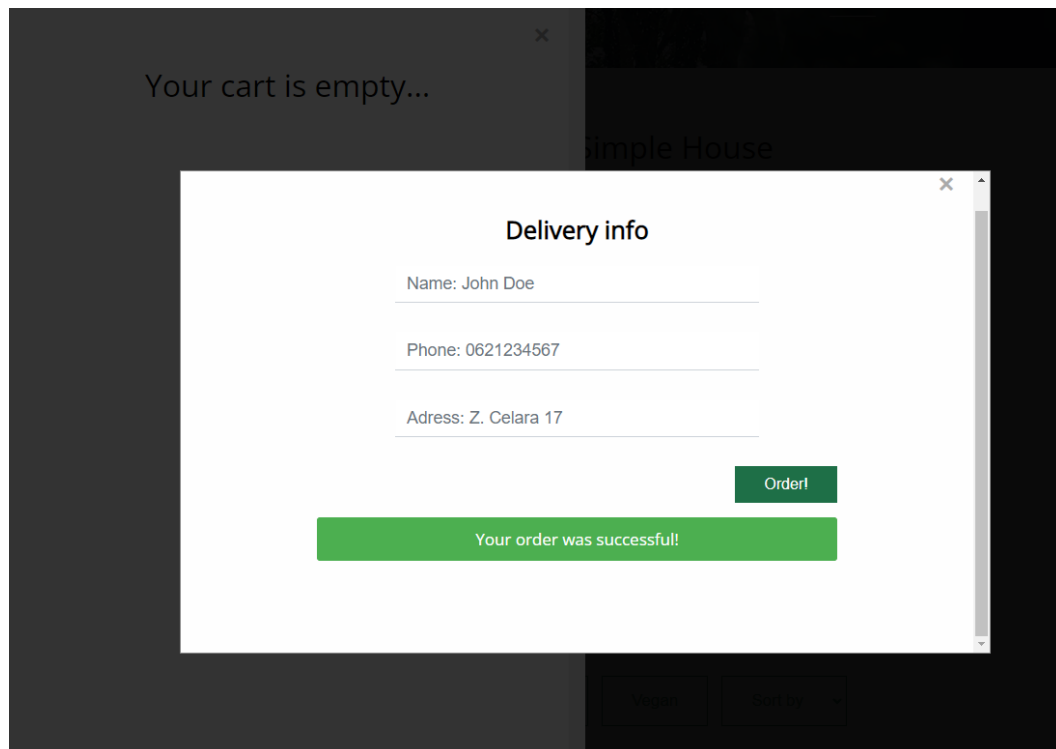 ×
Your cart is empty...
Simple House
×
Delivery info
Name: John Doe
Phone: 0621234567
Adress: Z. Celara 17
Order!
Your order was successful!
Vegan
Sort by